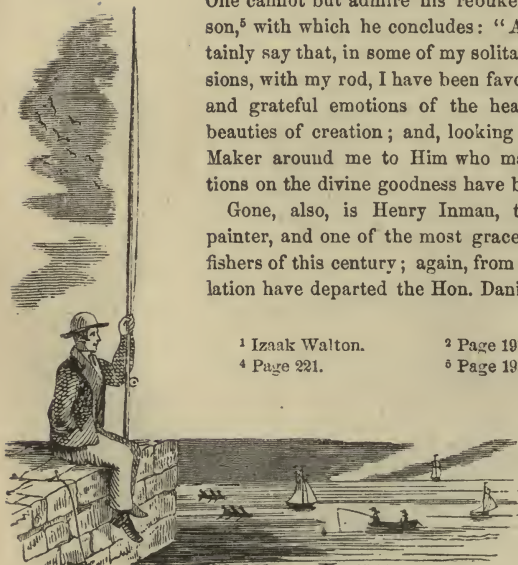 One cannot but admire his rebuke
son,⁵ with which he concludes: "A
tainly say that, in some of my solita
sions, with my rod, I have been favo
and grateful emotions of the hea
beauties of creation; and, looking
Maker around me to Him who ma
tions on the divine goodness have b
Gone, also, is Henry Inman, t
painter, and one of the most grace
fishers of this century; again, from
lation have departed the Hon. Dani
¹ Izaak Walton. ² Page 19
⁴ Page 221. ⁵ Page 19